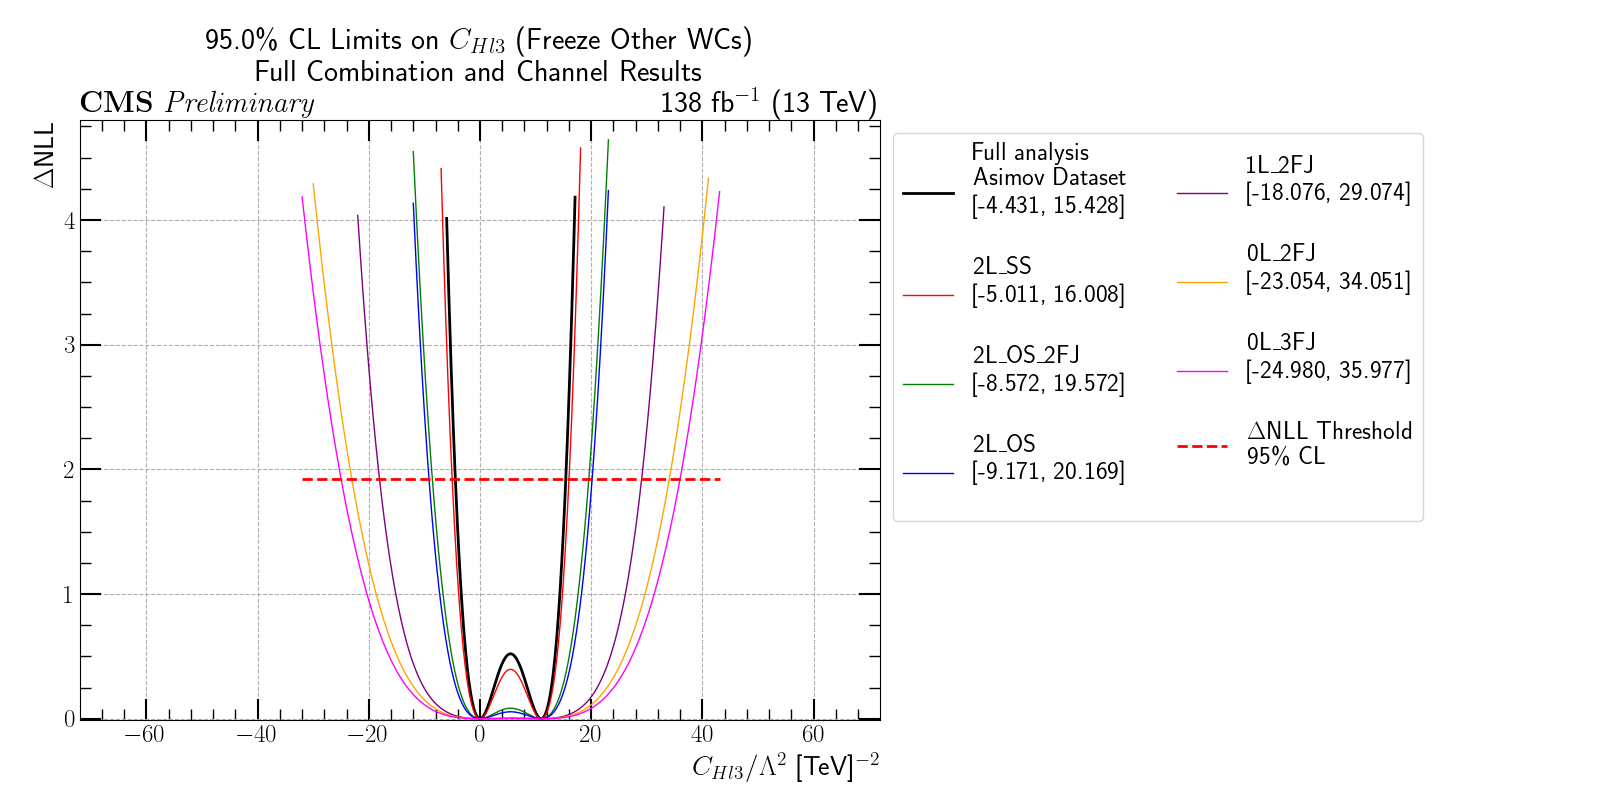 95.0% CL Limits on C_{Hl3} (Freeze Other WCs)
Full Combination and Channel Results
CMS Preliminary 138 fb^{-1} (13 TeV)
ΔNLL
4
3
2
1
0
−60 −40 −20 0 20 40 60
C_{Hl3}/Λ^2 [TeV]^{-2}
Full analysis
Asimov Dataset
[-4.431, 15.428]
2L_SS
[-5.011, 16.008]
2L_OS_2FJ
[-8.572, 19.572]
2L_OS
[-9.171, 20.169]
1L_2FJ
[-18.076, 29.074]
0L_2FJ
[-23.054, 34.051]
0L_3FJ
[-24.980, 35.977]
ΔNLL Threshold
95% CL